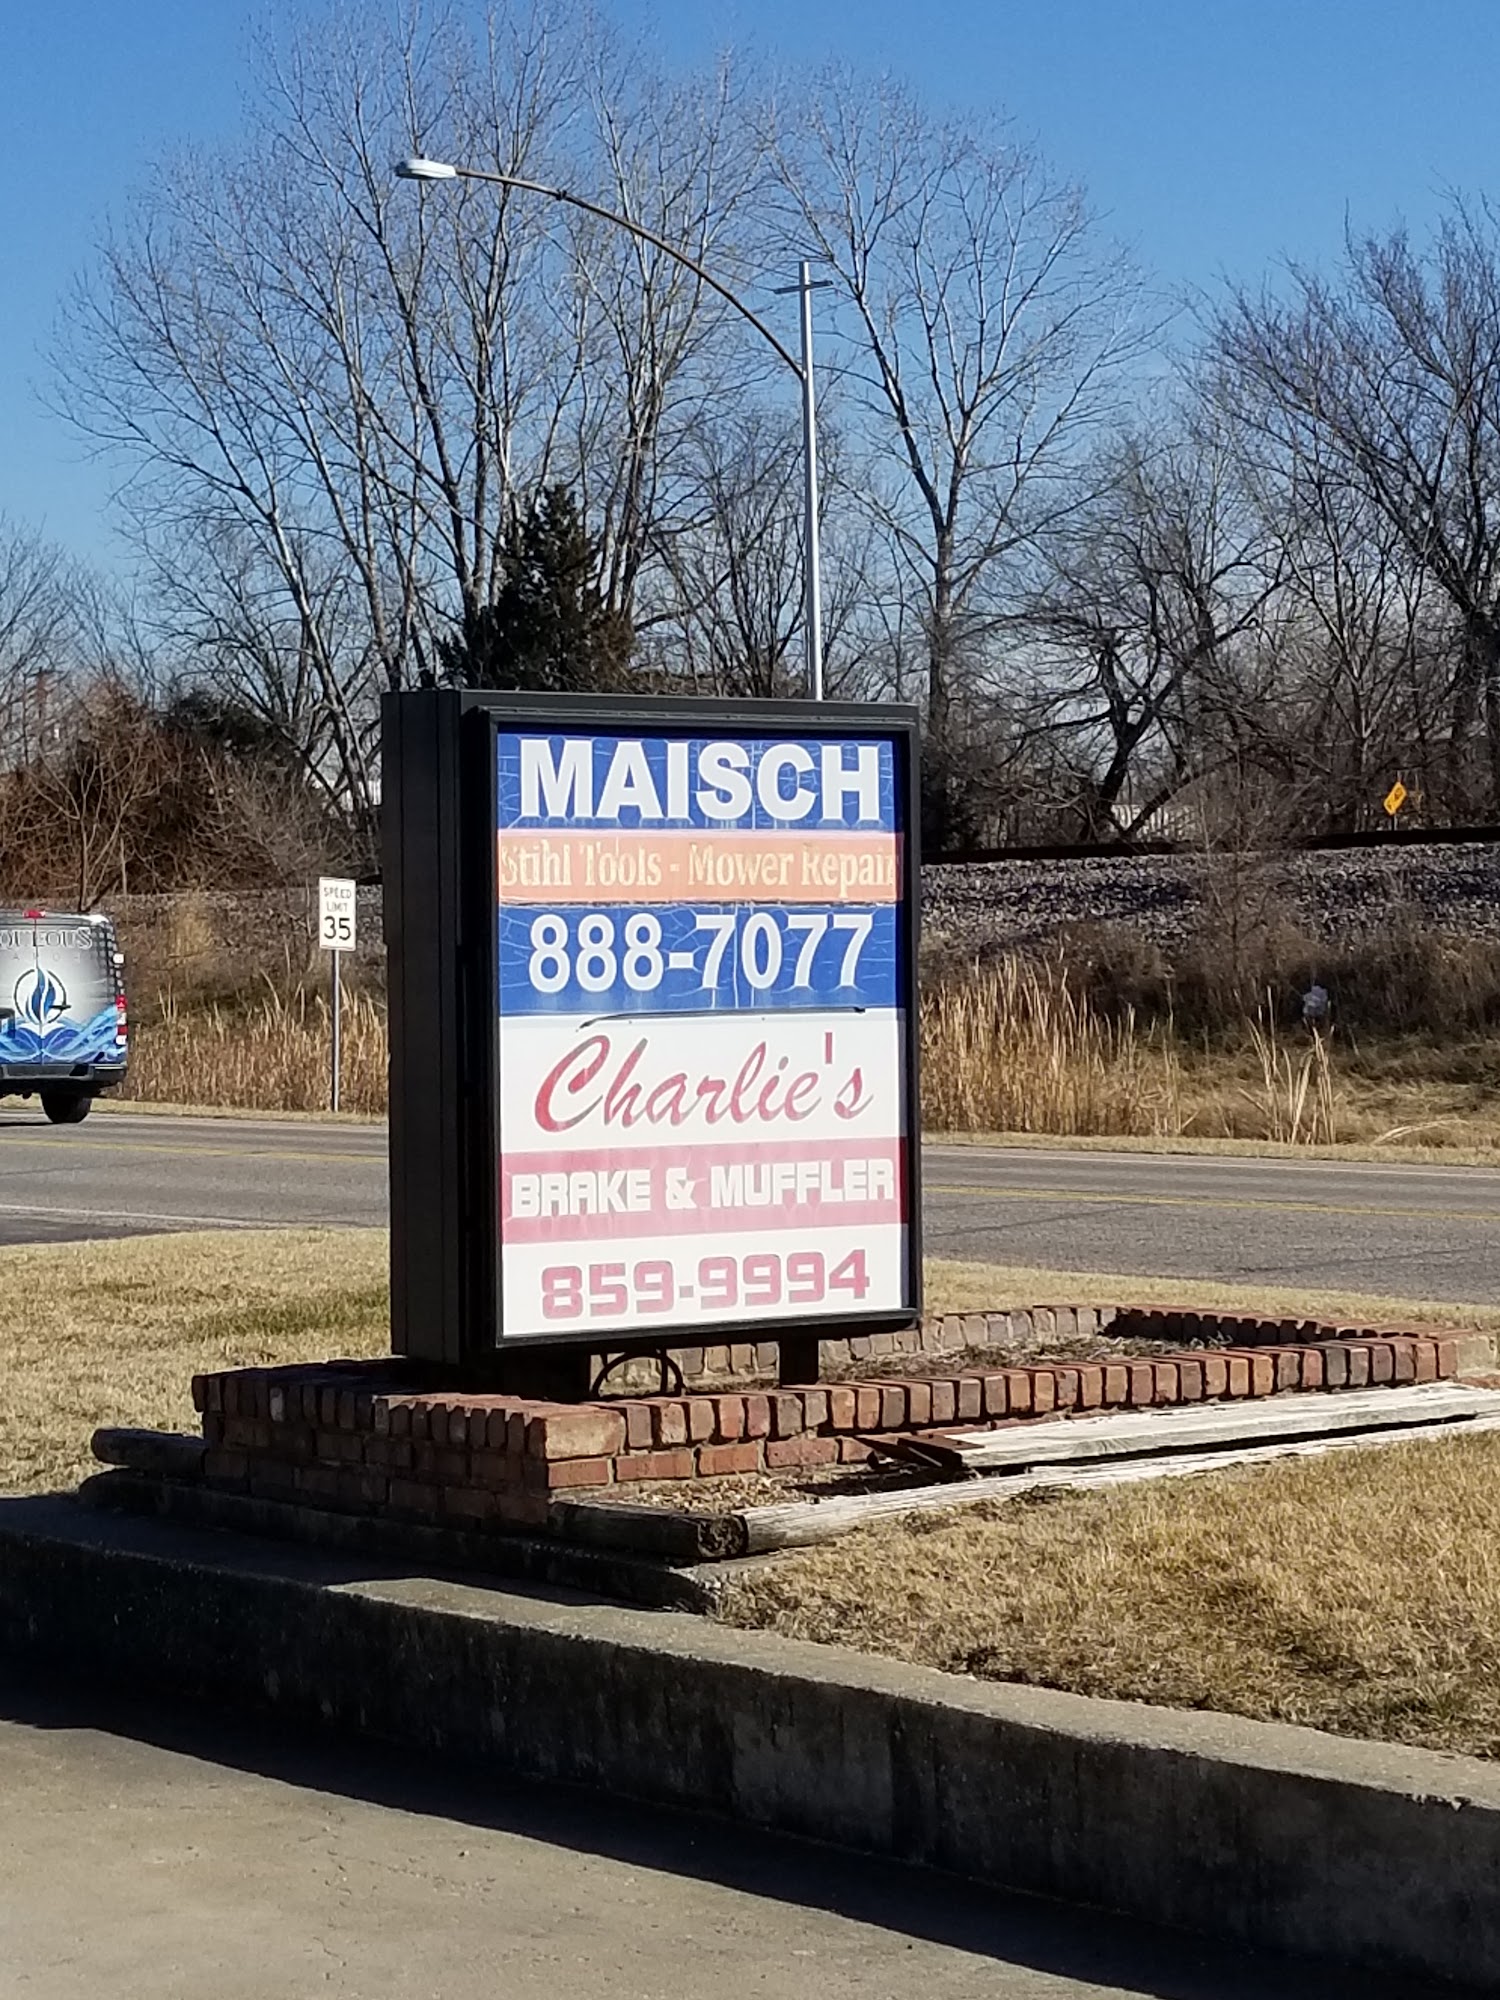 MAISCH
Stihl Tools - Mower Repair
888-7077
Charlie's
BRAKE & MUFFLER
859-9994
SPEED
LIMIT
35